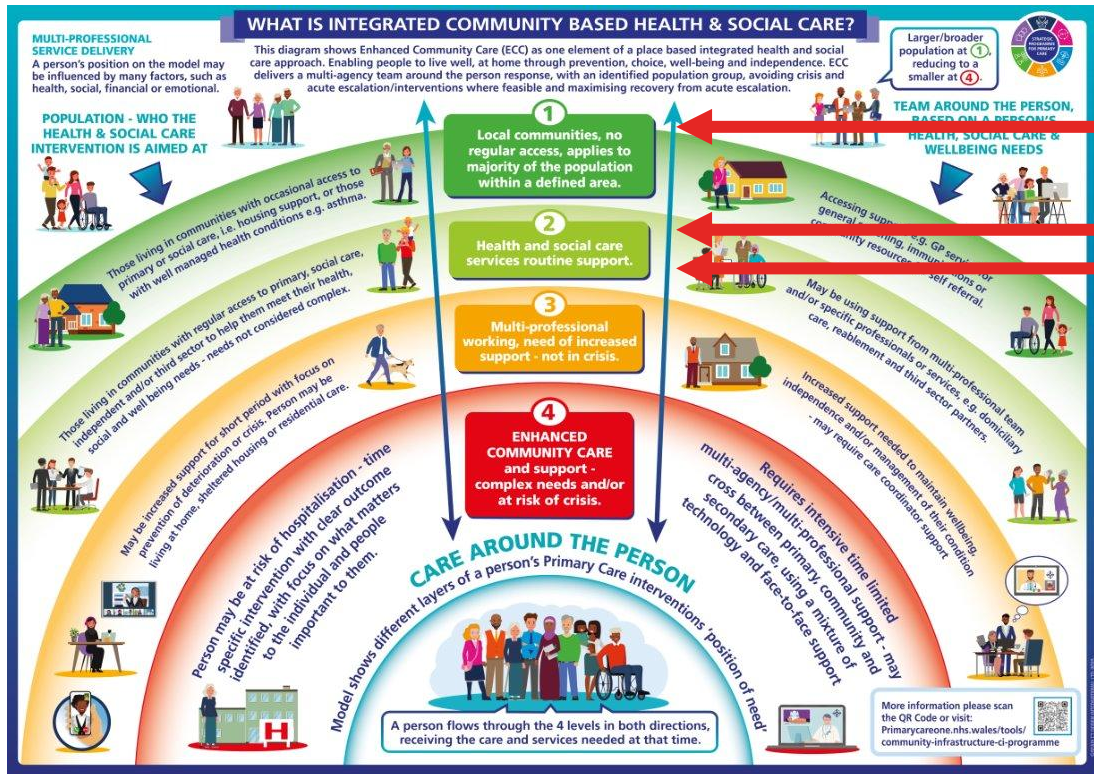 WHAT IS INTEGRATED COMMUNITY BASED HEALTH & SOCIAL CARE?
MULTI-PROFESSIONAL
SERVICE DELIVERY
A person's position on the model may
be influenced by many factors, such as
health, social, financial or emotional.
This diagram shows Enhanced Community Care (ECC) as one element of a place based integrated health and social
care approach. Enabling people to live well, at home through prevention, choice, well-being and independence. ECC
delivers a multi-agency team around the person response, with an identified population group, avoiding crisis and
acute escalation/interventions where feasible and maximising recovery from acute escalation.
Larger/broader
population at 1,
reducing to a
smaller at 4.
STRATEGIC
PROGRAMME
FOR PRIMARY
CARE
POPULATION - WHO THE
HEALTH & SOCIAL CARE
INTERVENTION IS AIMED AT
TEAM AROUND THE PERSON,
BASED ON A PERSON'S
HEALTH, SOCIAL CARE &
WELLBEING NEEDS
1
Local communities, no
regular access, applies to
majority of the population
within a defined area.
Those living in communities with occasional access to
primary or social care, i.e. housing support, or those
with well managed health conditions e.g. asthma.
Accessing e.g. GP or
general
self referral.
2
Health and social care
services routine support.
Those living in communities with regular access to primary, social care,
independent and/or third sector to help them meet their health,
social and well being needs - needs not considered complex.
May be using support from multi-professional team
and/or specific professionals or services, e.g. domiciliary
care, reablement and third sector partners.
3
Multi-professional
working, need of increased
support - not in crisis.
May be increased support for short period with focus on
prevention of deterioration or crisis. Person may be
living at home, sheltered housing or residential care.
Increased support needed to maintain wellbeing,
independence and/or management of their condition
- may require care coordinator support
4
ENHANCED
COMMUNITY CARE
and support -
complex needs and/or
at risk of crisis.
Person may be at risk of hospitalisation - time
specific intervention with clear outcome
identified, with focus on what matters
to the individual and people
important to them.
Requires intensive time limited
multi-agency/multi-professional support - may
cross between primary, community and
secondary care, using a mixture of
technology and face-to-face support
CARE AROUND THE PERSON
Model shows different layers of a person's Primary Care interventions 'position of need'
H
A person flows through the 4 levels in both directions,
receiving the care and services needed at that time.
More information please scan
the QR Code or visit:
Primarycareone.nhs.wales/tools/
community-infrastructure-ci-programme